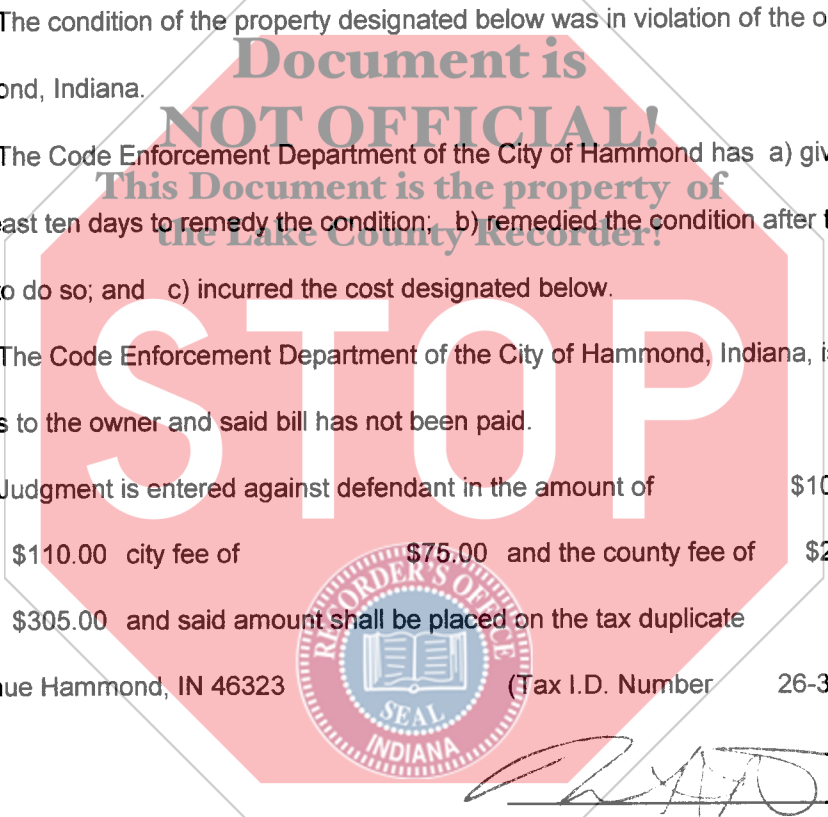 The condition of the property designated below was in violation of the o
Document is
ond, Indiana.
NOT OFFICIAL!
The Code Enforcement Department of the City of Hammond has a) giv
This Document is the property of
east ten days to remedy the condition; b) remedied the condition after t
the Lake County Recorder!
o do so; and c) incurred the cost designated below.
STOP
The Code Enforcement Department of the City of Hammond, Indiana, is
s to the owner and said bill has not been paid.
Judgment is entered against defendant in the amount of $10
$110.00 city fee of $75.00 and the county fee of $2
RECORDER'S OFFICE
$305.00 and said amount shall be placed on the tax duplicate
nue Hammond, IN 46323 (Tax I.D. Number 26-3
SEAL
INDIANA